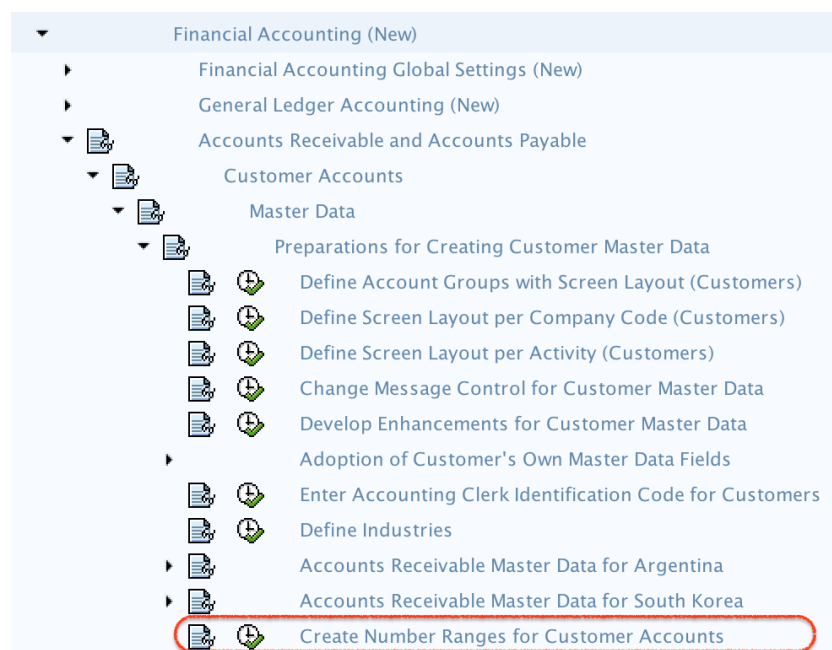 Financial Accounting (New)
Financial Accounting Global Settings (New)
General Ledger Accounting (New)
Accounts Receivable and Accounts Payable
Customer Accounts
Master Data
Preparations for Creating Customer Master Data
Define Account Groups with Screen Layout (Customers)
Define Screen Layout per Company Code (Customers)
Define Screen Layout per Activity (Customers)
Change Message Control for Customer Master Data
Develop Enhancements for Customer Master Data
Adoption of Customer's Own Master Data Fields
Enter Accounting Clerk Identification Code for Customers
Define Industries
Accounts Receivable Master Data for Argentina
Accounts Receivable Master Data for South Korea
Create Number Ranges for Customer Accounts